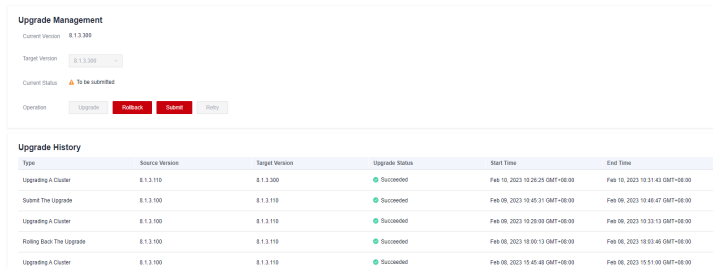 Upgrade Management
Current Version 8.1.3.300
Target Version 8.1.3.300
Current Status To be submitted
Operation Upgrade Rollback Submit Retry
Upgrade History
Type Source Version Target Version Upgrade Status Start Time End Time
Upgrading A Cluster 8.1.3.110 8.1.3.300 Succeeded Feb 10, 2023 10:26:25 GMT+08:00 Feb 10, 2023 10:31:43 GMT+08:00
Submit The Upgrade 8.1.3.100 8.1.3.110 Succeeded Feb 09, 2023 10:45:31 GMT+08:00 Feb 09, 2023 10:48:47 GMT+08:00
Upgrading A Cluster 8.1.3.100 8.1.3.110 Succeeded Feb 09, 2023 10:28:00 GMT+08:00 Feb 09, 2023 10:33:13 GMT+08:00
Rolling Back The Upgrade 8.1.3.100 8.1.3.110 Succeeded Feb 08, 2023 18:00:13 GMT+08:00 Feb 08, 2023 18:03:46 GMT+08:00
Upgrading A Cluster 8.1.3.100 8.1.3.110 Succeeded Feb 08, 2023 15:45:48 GMT+08:00 Feb 08, 2023 15:51:00 GMT+08:00